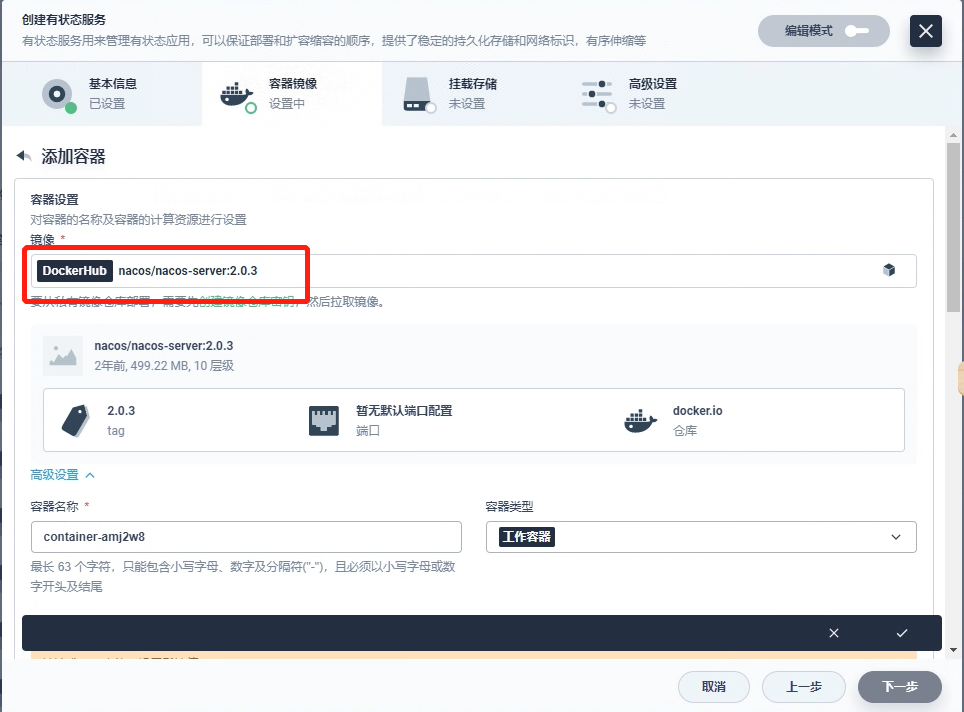 创建有状态服务
有状态服务用来管理有状态应用，可以保证部署和扩容缩容的顺序，提供了稳定的持久化存储和网络标识，有序伸缩等
编辑模式
基本信息
已设置
容器镜像
设置中
挂载存储
未设置
高级设置
未设置
添加容器
容器设置
对容器的名称及容器的计算资源进行设置
镜像 *
DockerHub nacos/nacos-server:2.0.3
要从私有镜像仓库部署，需要先创建镜像仓库密钥，然后拉取镜像。
nacos/nacos-server:2.0.3
2年前, 499.22 MB, 10 层级
2.0.3
tag
暂无默认端口配置
端口
docker.io
仓库
高级设置
容器名称 *
container-amj2w8
最长 63 个字符，只能包含小写字母、数字及分隔符("-")，且必须以小写字母或数
字开头及结尾
容器类型
工作容器
取消
上一步
下一步